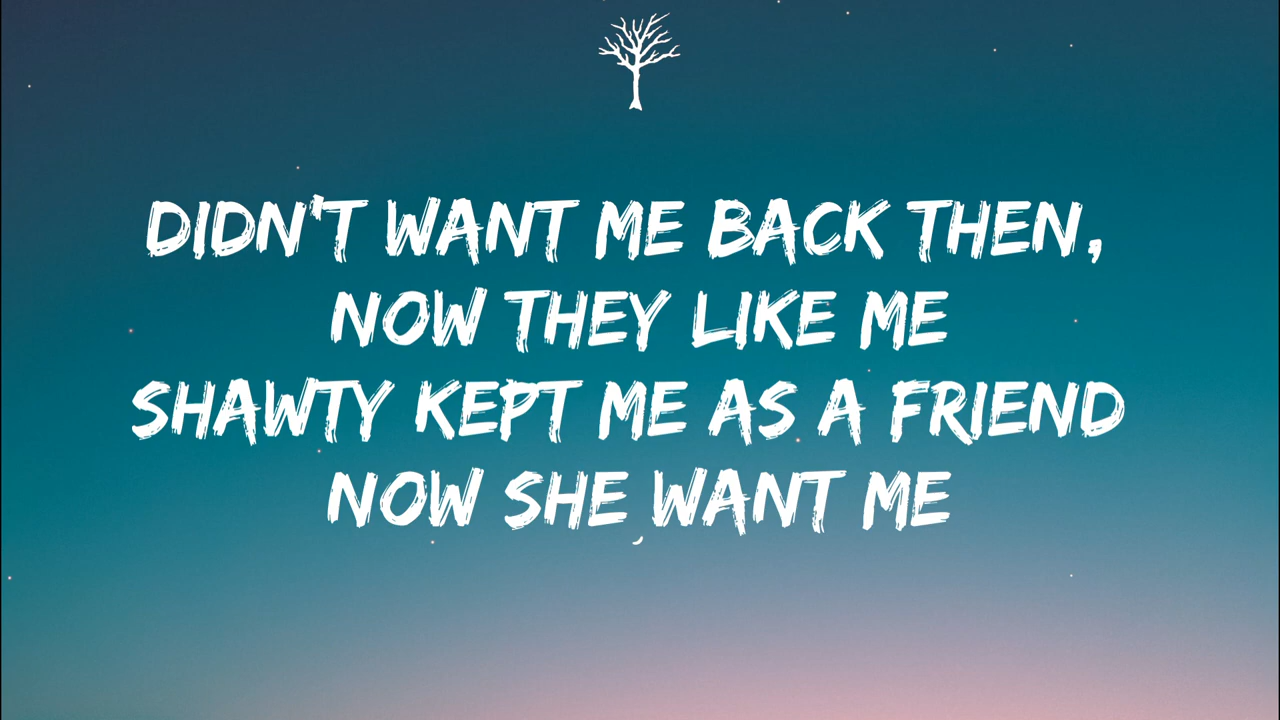 DIDN'T WANT ME BACK THEN,
NOW THEY LIKE ME
SHAWTY KEPT ME AS A FRIEND
NOW SHE WANT ME